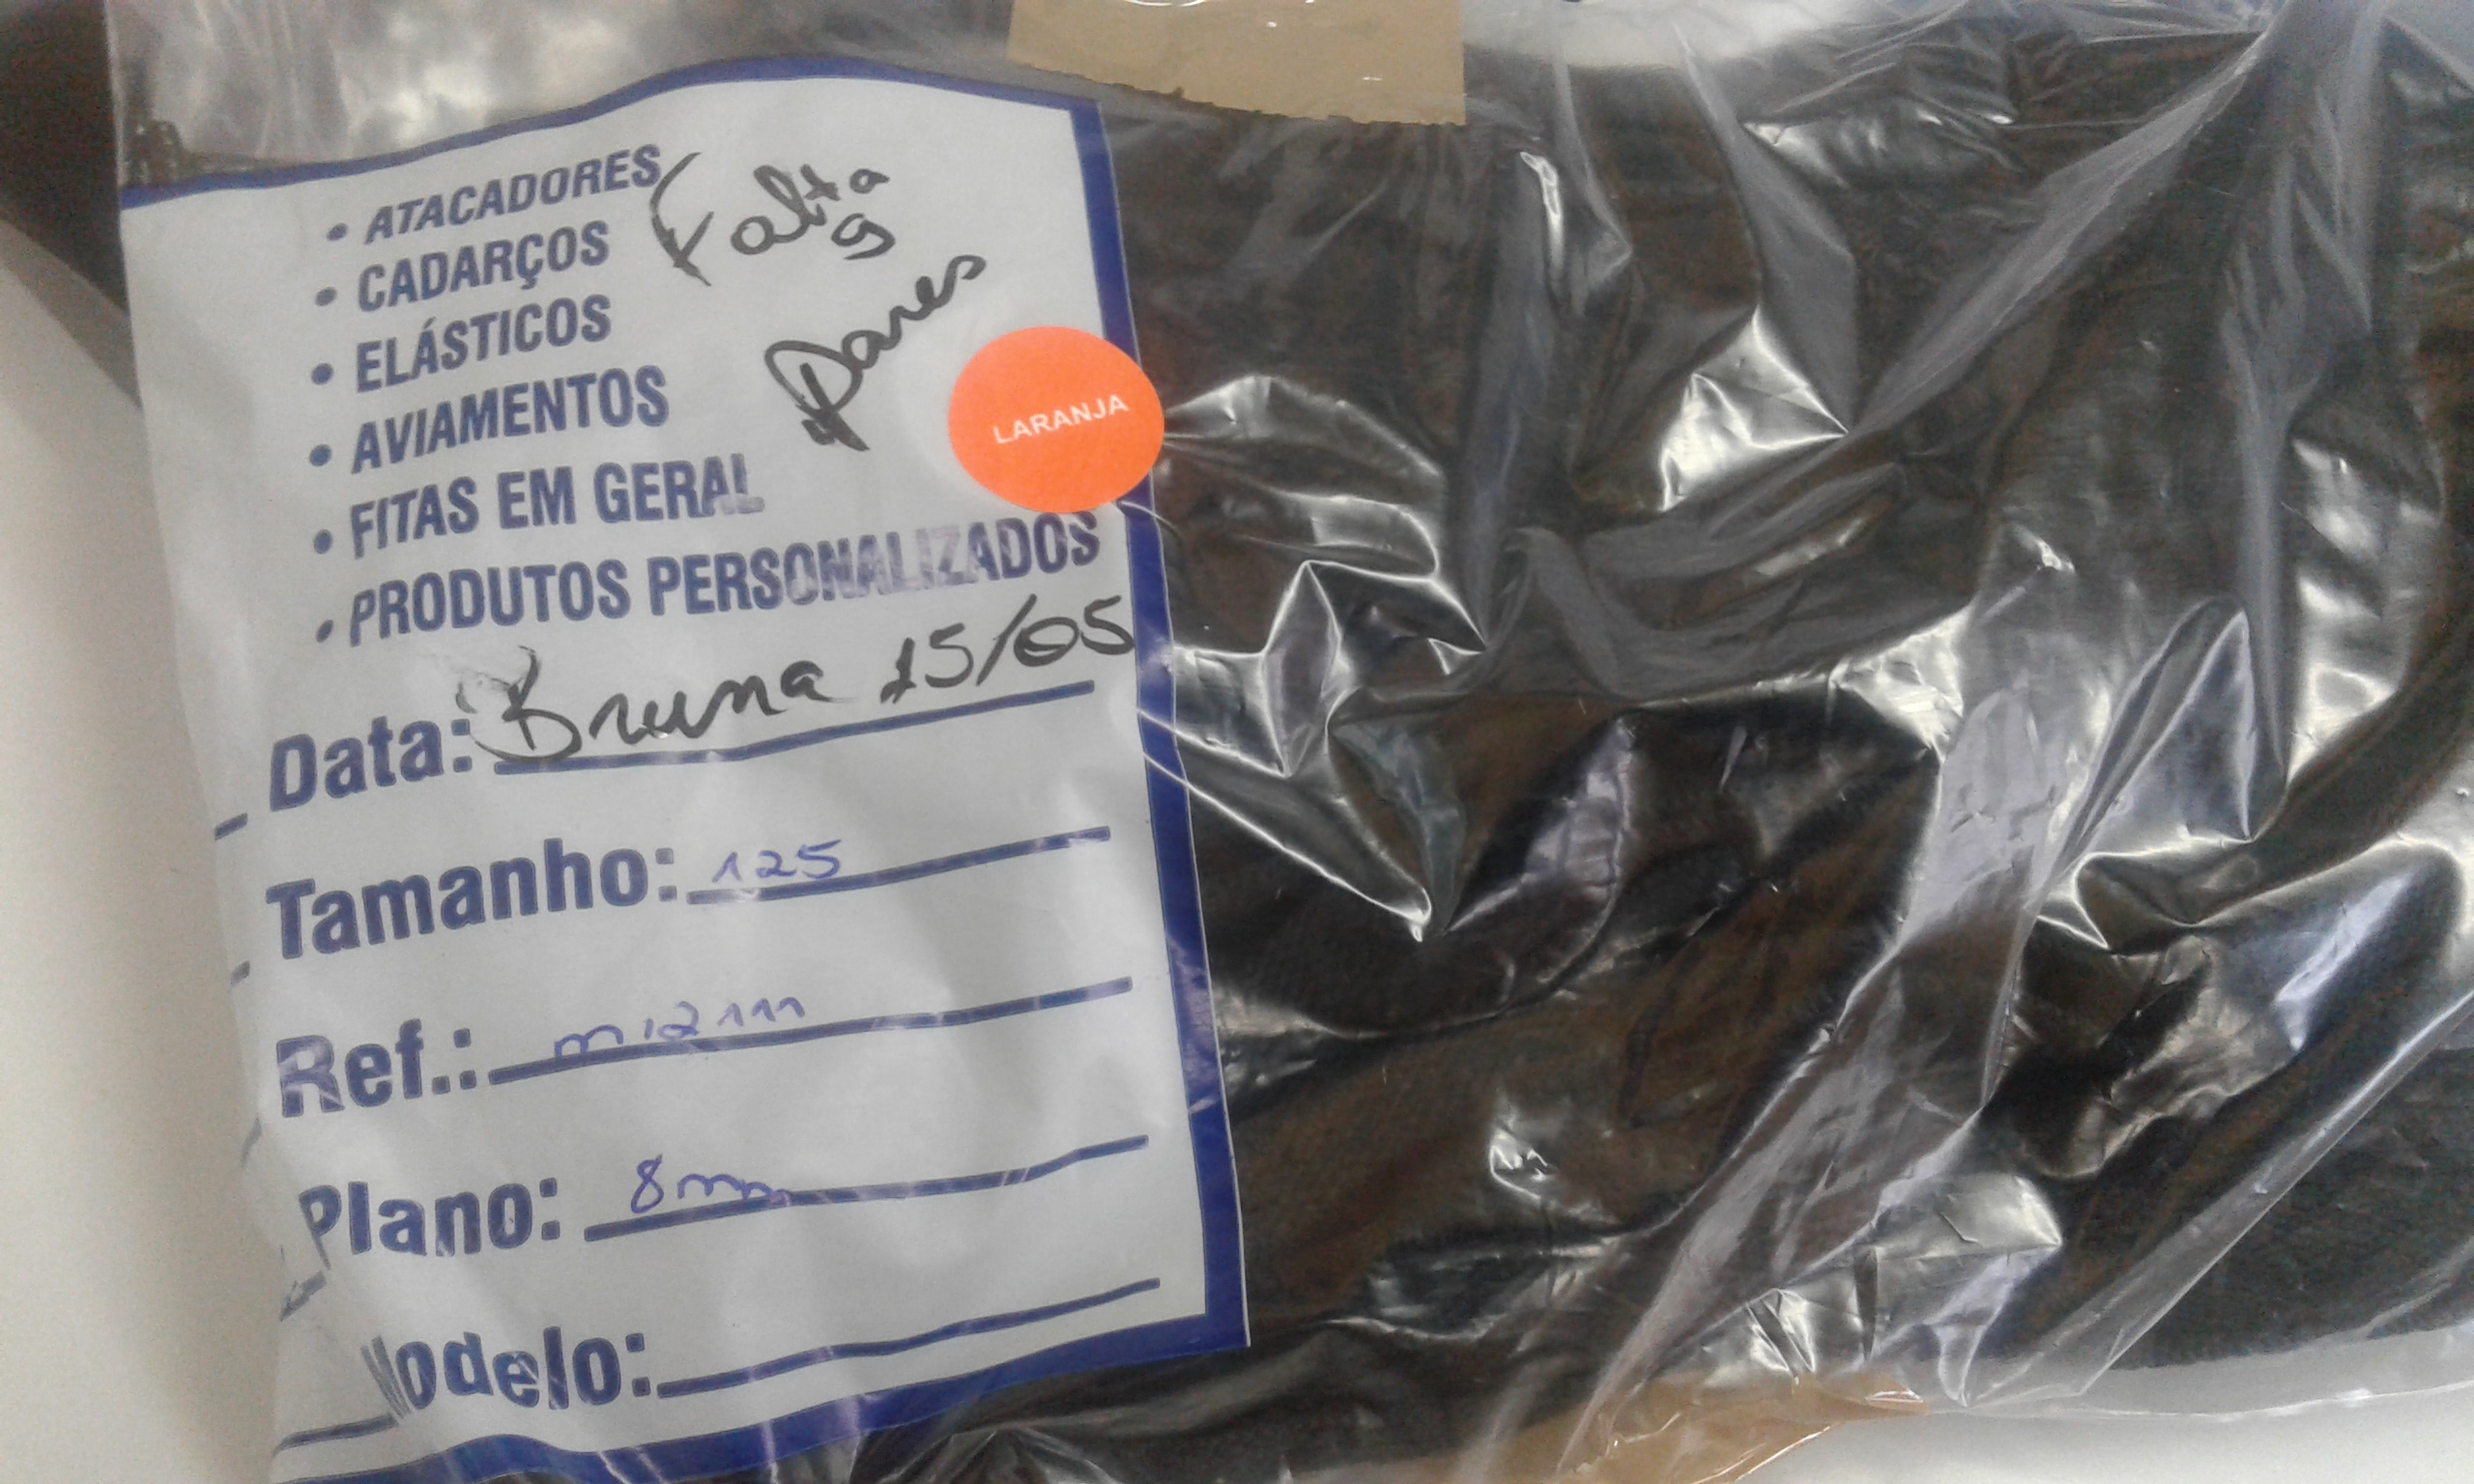 • ATACADORES
• CADARÇOS
• ELÁSTICOS
• AVIAMENTOS
• FITAS EM GERAL
• PRODUTOS PERSONALIZADOS
Falta
9
Pares
LARANJA
Data: Bruna 15/05
Tamanho: 125
Ref.:
Plano: 8mm
Modelo: